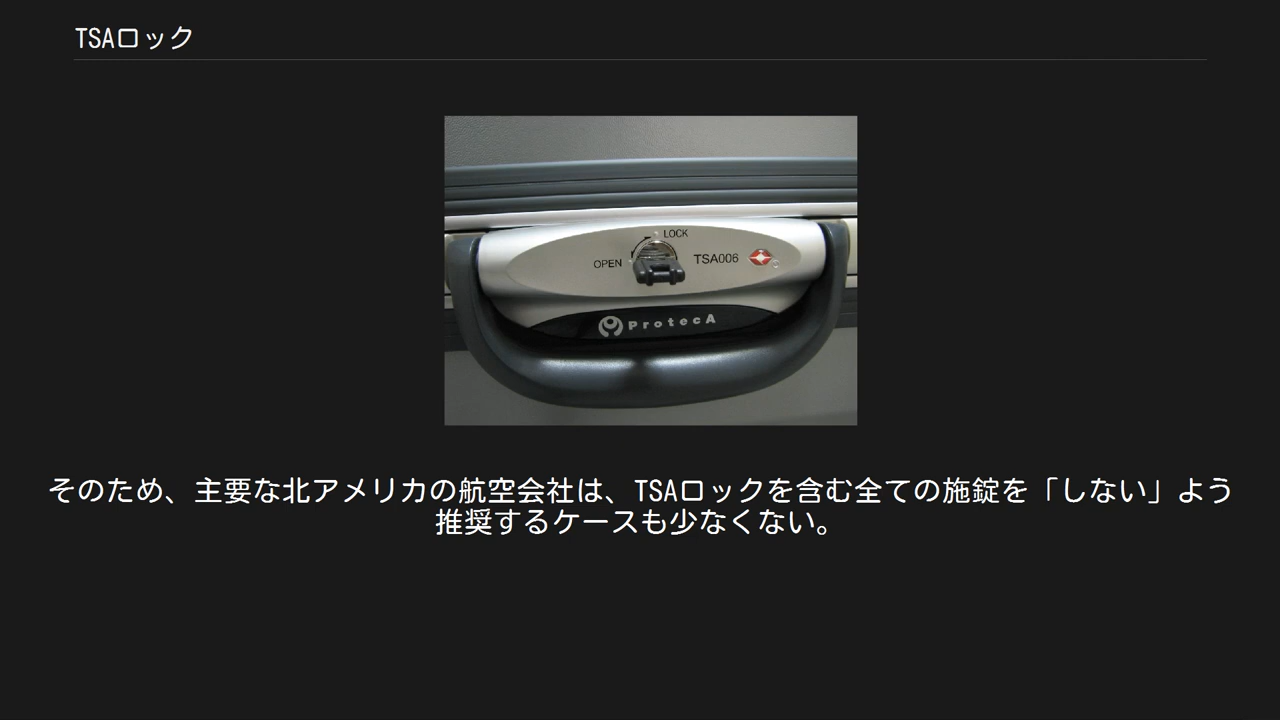 TSAロック
LOCK
OPEN
TSA006
ProtecA
そのため、主要な北アメリカの航空会社は、TSAロックを含む全ての施錠を「しない」よう
推奨するケースも少なくない。